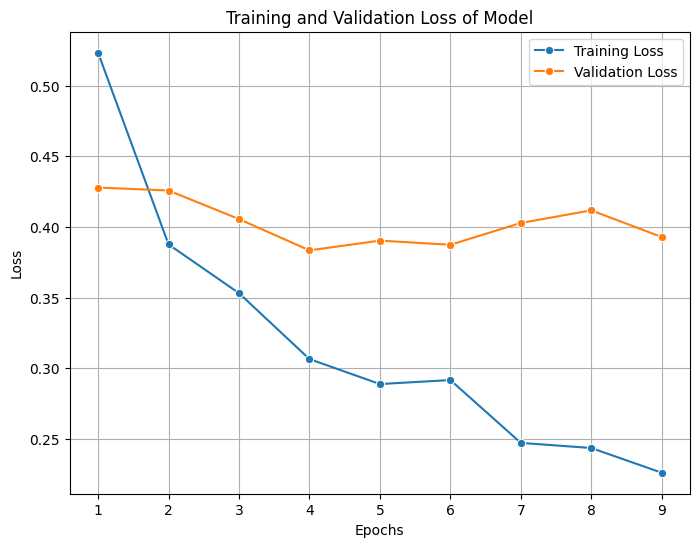 Training and Validation Loss of Model
Training Loss
Validation Loss
0.50
0.45
0.40
0.35
0.30
0.25
Loss
1 2 3 4 5 6 7 8 9
Epochs